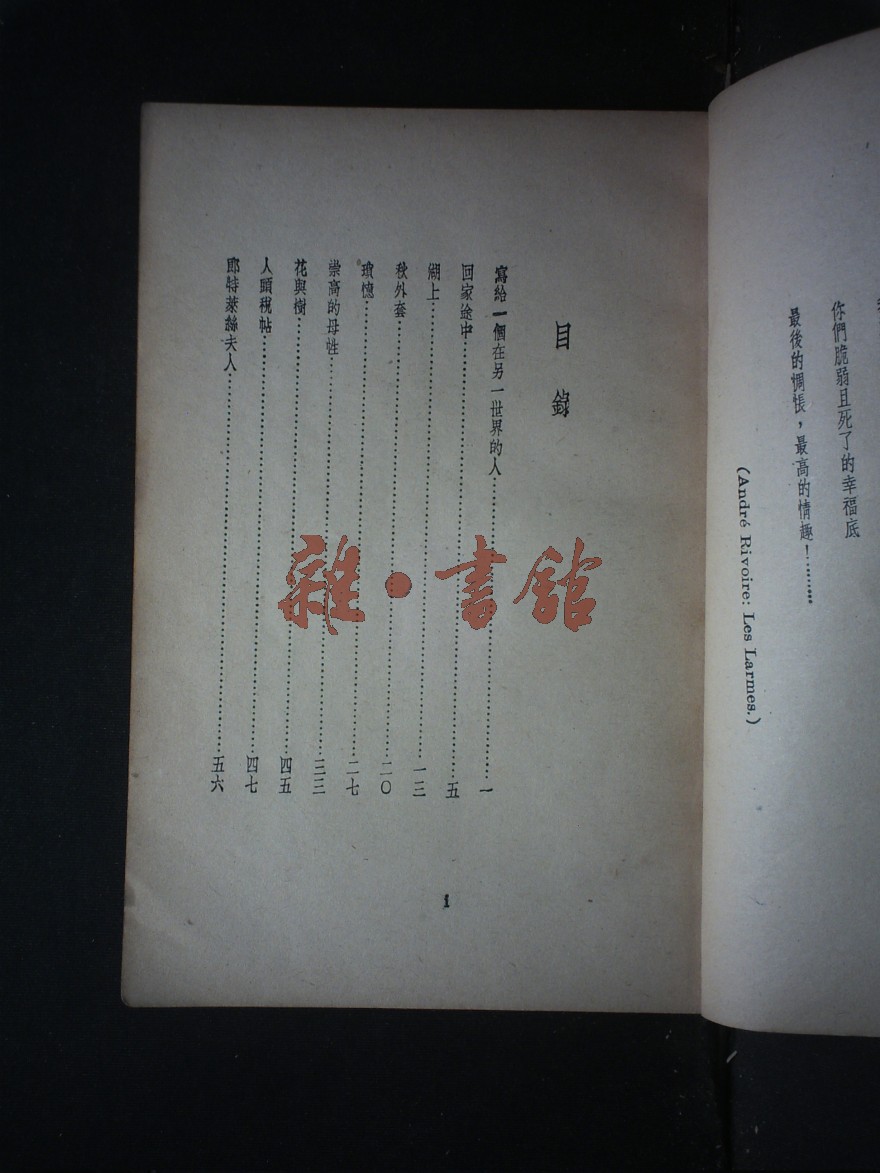 你們脆弱且死了的幸福底
最後的惆悵，最高的情趣！………
(André Rivoire: Les Larmes.)
目錄
寫給一個在另一世界的人……一
回家途中……五
湖上……一三
秋外套……二〇
瑣憶……二七
崇高的母性……三三
花與樹……四五
人頭稅帖……四七
郎特萊絲夫人……五六
1
雜·書館